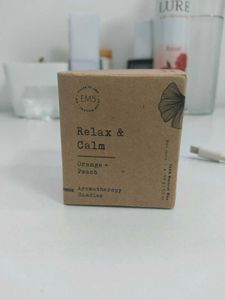 LURE
EMS
Relax &
Calm
Orange +
Peach
Aromatherapy
Candles